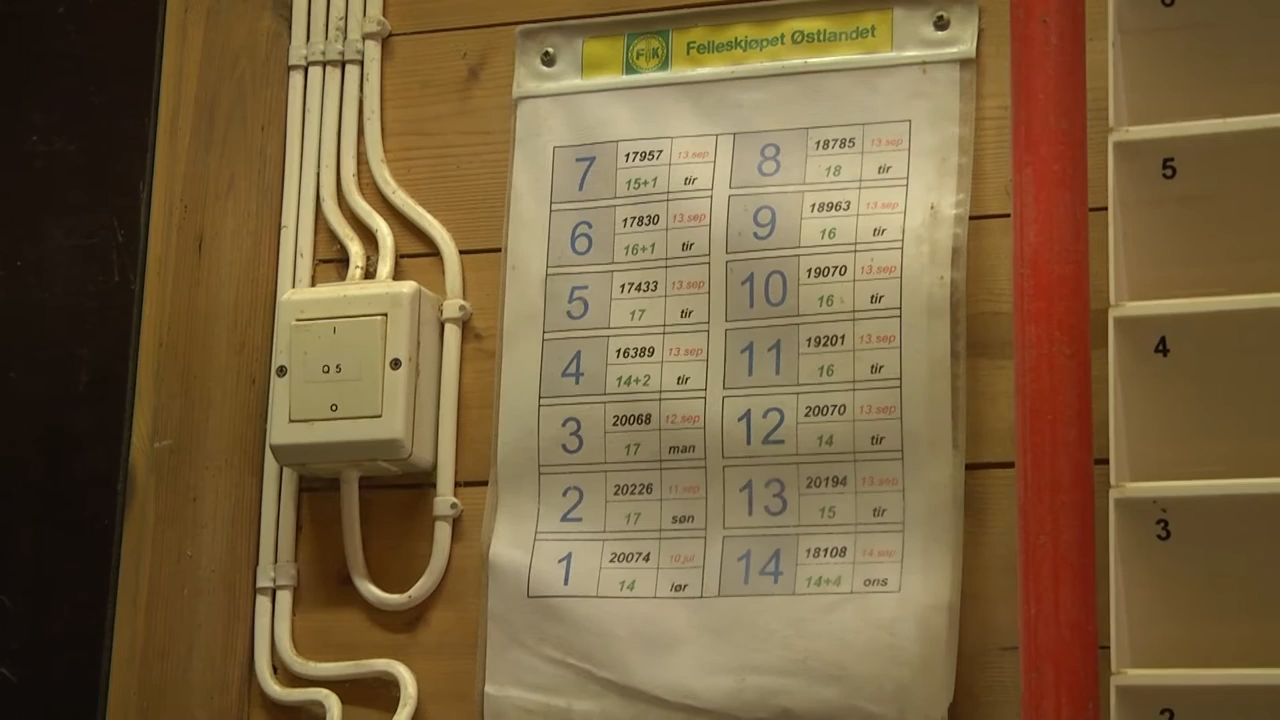 FK Felleskjøpet Østlandet
7 17957 13.sep 8 18785 13.sep
15+1 tir 18 tir
6 17830 13.sep 9 18963 13.sep
16+1 tir 16 tir
5 17433 13.sep 10 19070 13.sep
17 tir 16 tir
4 16389 13.sep 11 19201 13.sep
14+2 tir 16 tir
3 20068 12.sep 12 20070 13.sep
17 man 14 tir
2 20226 11.sep 13 20194 13.sep
17 søn 15 tir
1 20074 10.jul 14 18108 14.sep
14 lør 14+4 ons
I
Q 5
O
5
4
3
2